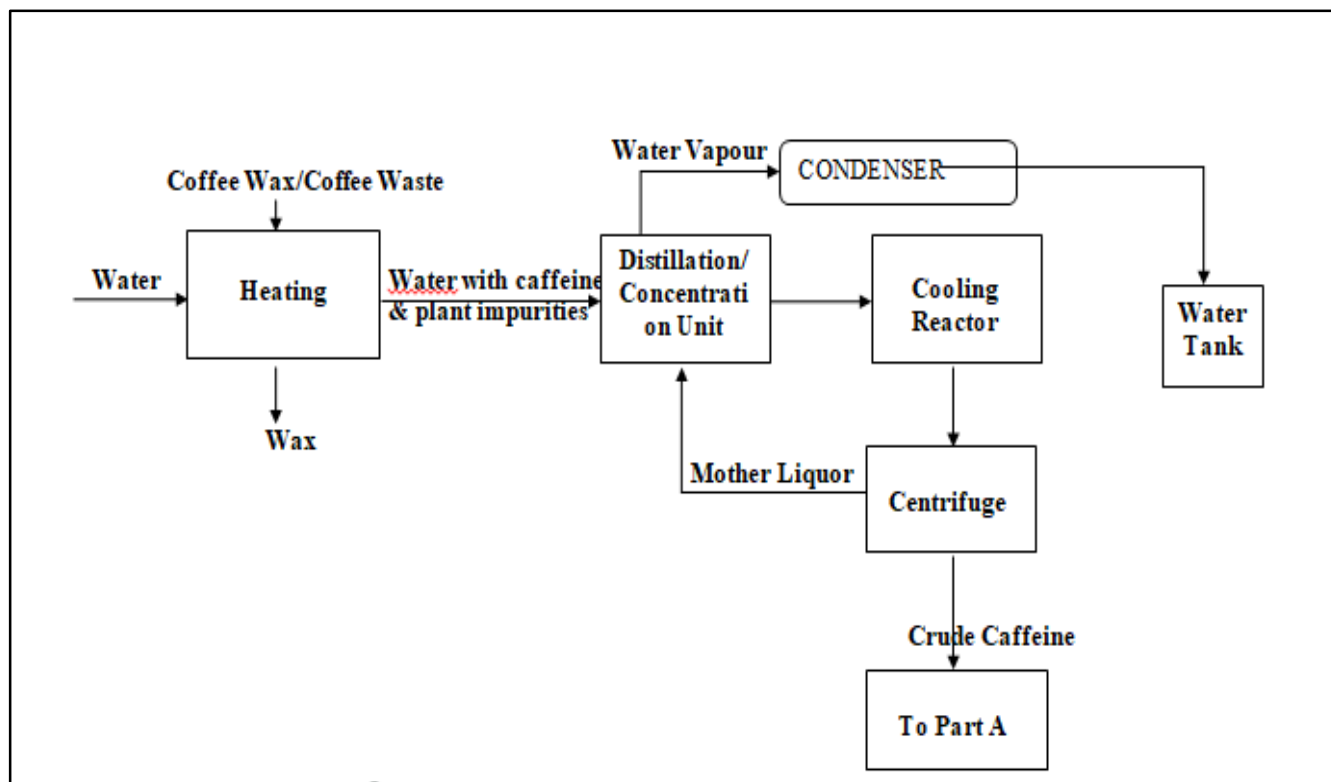 Water Vapour
CONDENSER
Coffee Wax/Coffee Waste
Water
Heating
Water with caffeine
& plant impurities
Distillation/
Concentrati
on Unit
Cooling
Reactor
Water
Tank
Wax
Mother Liquor
Centrifuge
Crude Caffeine
To Part A